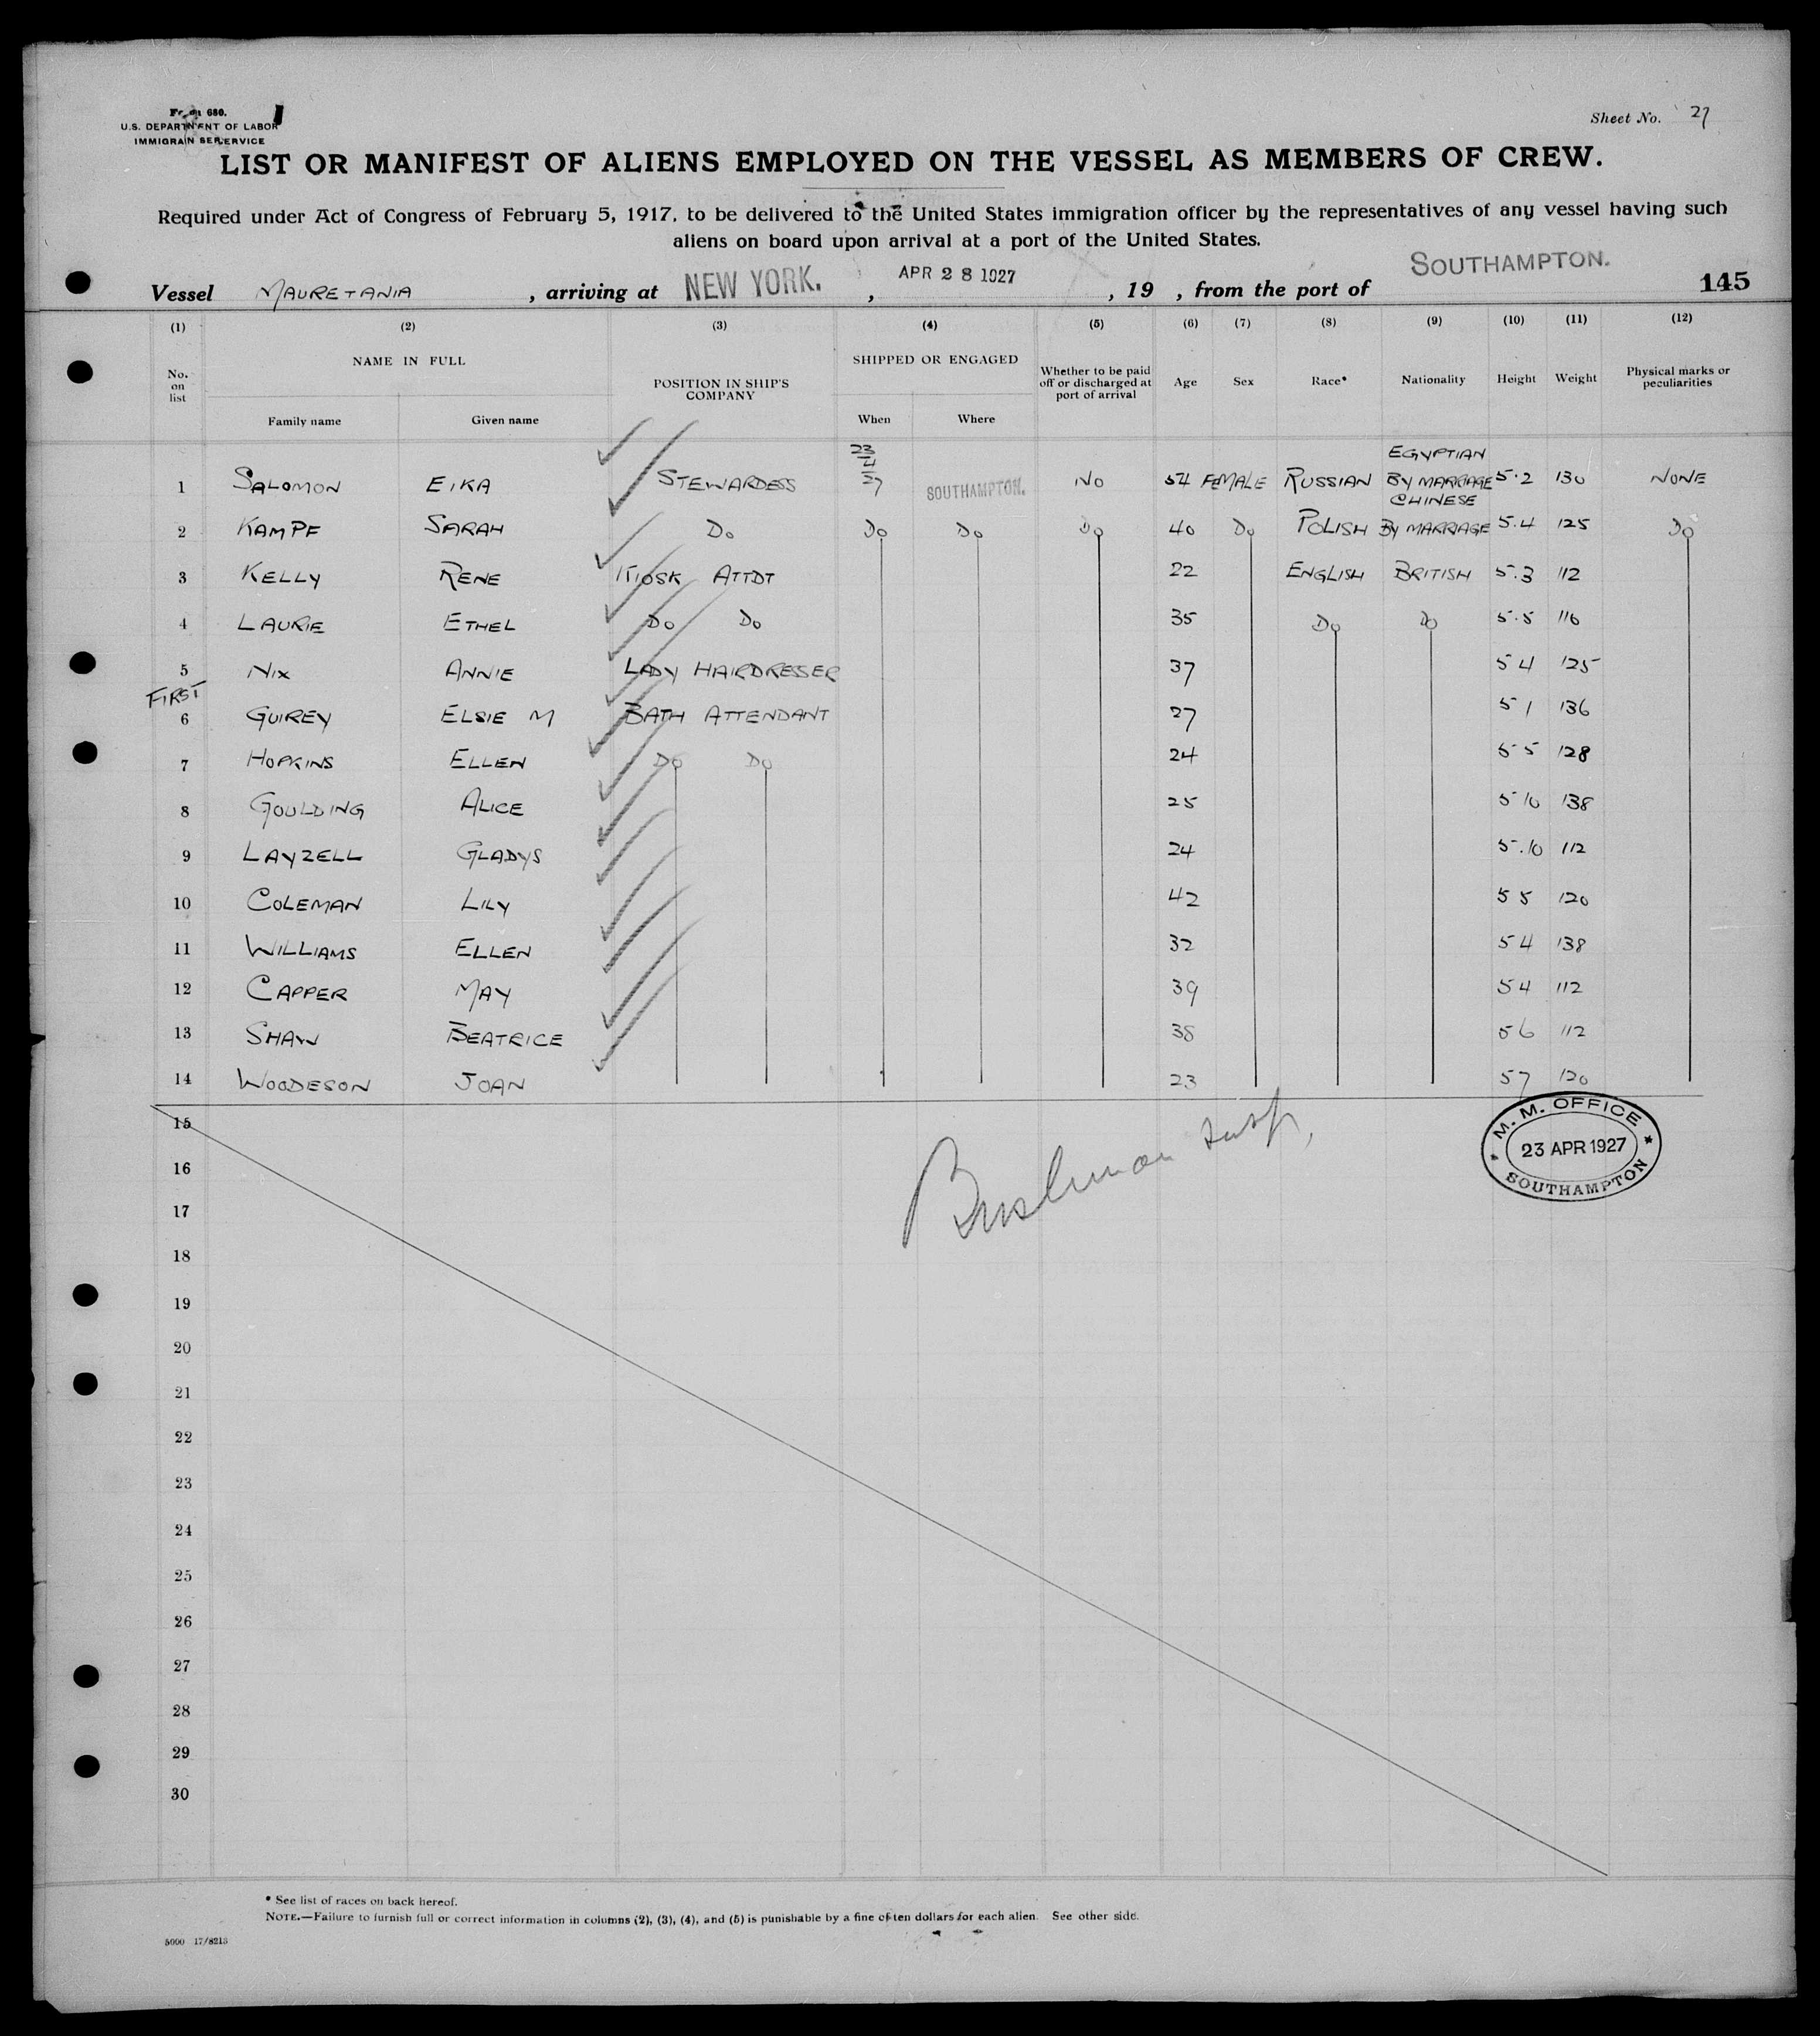 Form 680.
U.S. DEPARTMENT OF LABOR
IMMIGRAIN SERVICE
Sheet No. 27
LIST OR MANIFEST OF ALIENS EMPLOYED ON THE VESSEL AS MEMBERS OF CREW.
Required under Act of Congress of February 5, 1917, to be delivered to the United States immigration officer by the representatives of any vessel having such
aliens on board upon arrival at a port of the United States.
Vessel MAURETANIA, arriving at NEW YORK., APR 28 1927, 19 , from the port of SOUTHAMPTON. 145
(1) (2) (3) (4) (5) (6) (7) (8) (9) (10) (11) (12)
No. on list NAME IN FULL Family name Given name POSITION IN SHIP'S COMPANY SHIPPED OR ENGAGED When Where Whether to be paid off or discharged at port of arrival Age Sex Race* Nationality Height Weight Physical marks or peculiarities
1 SALOMON EIKA STEWARDESS 23/4/27 SOUTHAMPTON. NO 54 FEMALE RUSSIAN EGYPTIAN BY MARRIAGE 5.2 130 NONE
2 KAMPF SARAH DO DO DO DO 40 DO POLISH CHINESE BY MARRIAGE 5.4 125 DO
3 KELLY RENE KIOSK ATTDT 22 ENGLISH BRITISH 5.3 112
4 LAURIE ETHEL DO DO 35 DO DO 5.5 116
5 NIX ANNIE LADY HAIRDRESSER 37 5 4 125
FIRST
6 GUIREY ELSIE M BATH ATTENDANT 27 5 1 136
7 HOPKINS ELLEN DO DO 24 5 5 128
8 GOULDING ALICE 25 5 10 138
9 LAYZELL GLADYS 24 5.10 112
10 COLEMAN LILY 42 5 5 120
11 WILLIAMS ELLEN 32 5 4 138
12 CAPPER MAY 39 5 4 112
13 SHAW BEATRICE 38 5 6 112
14 WOODESON JOAN 23 5 7 120
15
16
17
18
19
20
21
22
23
24
25
26
27
28
29
30
M. M. OFFICE
23 APR 1927
SOUTHAMPTON
* See list of races on back hereof.
NOTE.—Failure to furnish full or correct information in columns (2), (3), (4), and (5) is punishable by a fine of ten dollars for each alien. See other side.
5000 17/8213